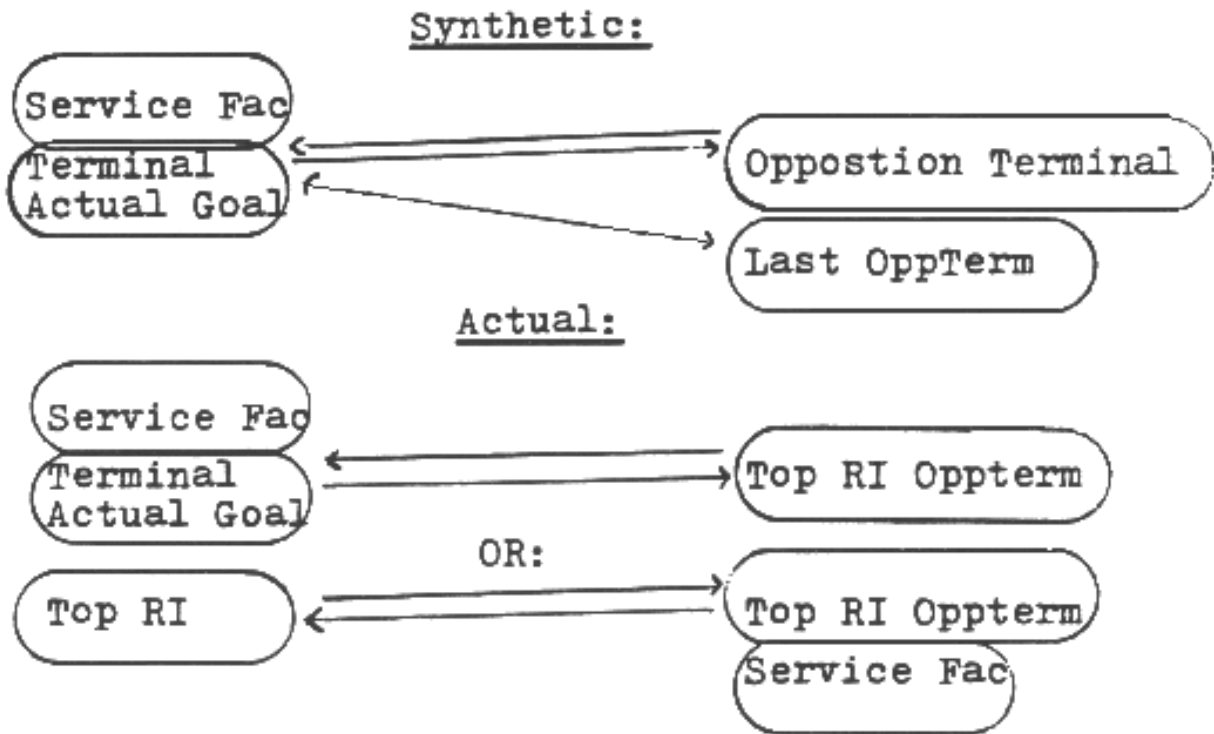 Synthetic:
Service Fac
Terminal
Actual Goal
Oppostion Terminal
Last OppTerm
Actual:
Service Fac
Terminal
Actual Goal
Top RI Oppterm
OR:
Top RI
Top RI Oppterm
Service Fac